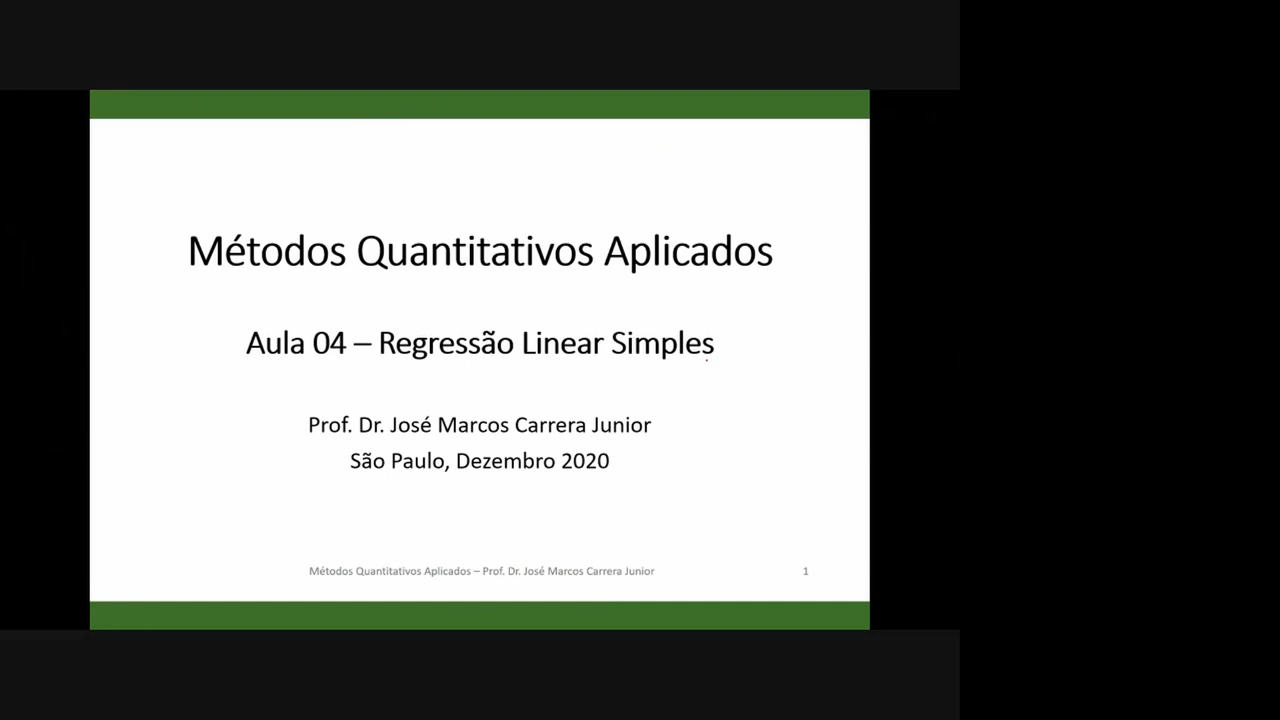 Métodos Quantitativos Aplicados
Aula 04 – Regressão Linear Simples
Prof. Dr. José Marcos Carrera Junior
São Paulo, Dezembro 2020
Métodos Quantitativos Aplicados – Prof. Dr. José Marcos Carrera Junior 1